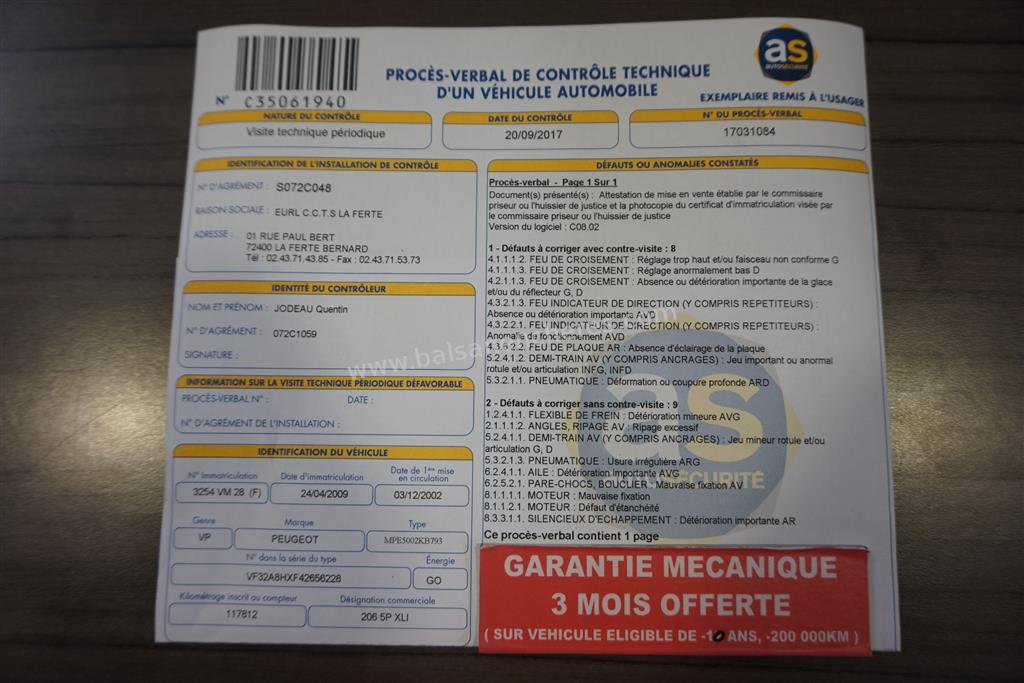 PROCÈS-VERBAL DE CONTRÔLE TECHNIQUE
D'UN VÉHICULE AUTOMOBILE
as
AUTOSÉCURITÉ
N° C35061940
EXEMPLAIRE REMIS À L'USAGER
NATURE DU CONTRÔLE
Visite technique périodique
DATE DU CONTRÔLE
20/09/2017
N° DU PROCÈS-VERBAL
17031084
IDENTIFICATION DE L'INSTALLATION DE CONTRÔLE
N° D'AGRÉMENT : S072C048
RAISON SOCIALE : EURL C.C.T.S LA FERTE
ADRESSE : 01 RUE PAUL BERT
72400 LA FERTE BERNARD
Tél : 02.43.71.43.85 - Fax : 02.43.71.53.73
IDENTITÉ DU CONTRÔLEUR
NOM ET PRÉNOM : JODEAU Quentin
N° D'AGRÉMENT : 072C1059
SIGNATURE :
INFORMATION SUR LA VISITE TECHNIQUE PÉRIODIQUE DÉFAVORABLE
PROCÈS-VERBAL N° : DATE :
N° D'AGRÉMENT DE L'INSTALLATION :
IDENTIFICATION DU VÉHICULE
N° Immatriculation
3254 VM 28 (F)
Date d'immatriculation
24/04/2009
Date de 1ère mise
en circulation
03/12/2002
Genre
VP
Marque
PEUGEOT
Type
MPE5002KB793
N° dans la série du type
VF32A8HXF42656228
Énergie
GO
Kilométrage inscrit au compteur
117812
Désignation commerciale
206 5P XLI
DÉFAUTS OU ANOMALIES CONSTATÉS
Procès-verbal - Page 1 Sur 1
Document(s) présenté(s) : Attestation de mise en vente établie par le commissaire
priseur ou l'huissier de justice et la photocopie du certificat d'immatriculation visée par
le commissaire priseur ou l'huissier de justice
Version du logiciel : C08.02
1 - Défauts à corriger avec contre-visite : 8
4.1.1.1.2. FEU DE CROISEMENT : Réglage trop haut et/ou faisceau non conforme G
4.1.1.1.3. FEU DE CROISEMENT : Réglage anormalement bas D
4.2.1.1.3. FEU DE CROISEMENT : Absence ou détérioration importante de la glace
et/ou du réflecteur G, D
4.3.2.1.3. FEU INDICATEUR DE DIRECTION (Y COMPRIS REPETITEURS) :
Absence ou détérioration importante AVD
4.3.2.2.1. FEU INDICATEUR DE DIRECTION (Y COMPRIS REPETITEURS) :
Anomalie de fonctionnement AVD
4.3.6.2.2. FEU DE PLAQUE AR : Absence d'éclairage de la plaque
5.2.4.1.2. DEMI-TRAIN AV (Y COMPRIS ANCRAGES) : Jeu important ou anormal
rotule et/ou articulation INFG, INFD
5.3.2.1.1. PNEUMATIQUE : Déformation ou coupure profonde ARD
2 - Défauts à corriger sans contre-visite : 9
1.2.4.1.1. FLEXIBLE DE FREIN : Détérioration mineure AVG
2.1.1.1.2. ANGLES, RIPAGE AV : Ripage excessif
5.2.4.1.1. DEMI-TRAIN AV (Y COMPRIS ANCRAGES) : Jeu mineur rotule et/ou
articulation G, D
5.3.2.1.3. PNEUMATIQUE : Usure irrégulière ARG
6.2.4.1.1. AILE : Détérioration importante AVG
6.2.5.2.1. PARE-CHOCS, BOUCLIER : Mauvaise fixation AV
8.1.1.1.1. MOTEUR : Mauvaise fixation
8.1.1.2.1. MOTEUR : Défaut d'étanchéité
8.3.3.1.1. SILENCIEUX D'ECHAPPEMENT : Détérioration importante AR
Ce procès-verbal contient 1 page
GARANTIE MECANIQUE
3 MOIS OFFERTE
( SUR VEHICULE ELIGIBLE DE -10 ANS, -200 000KM )